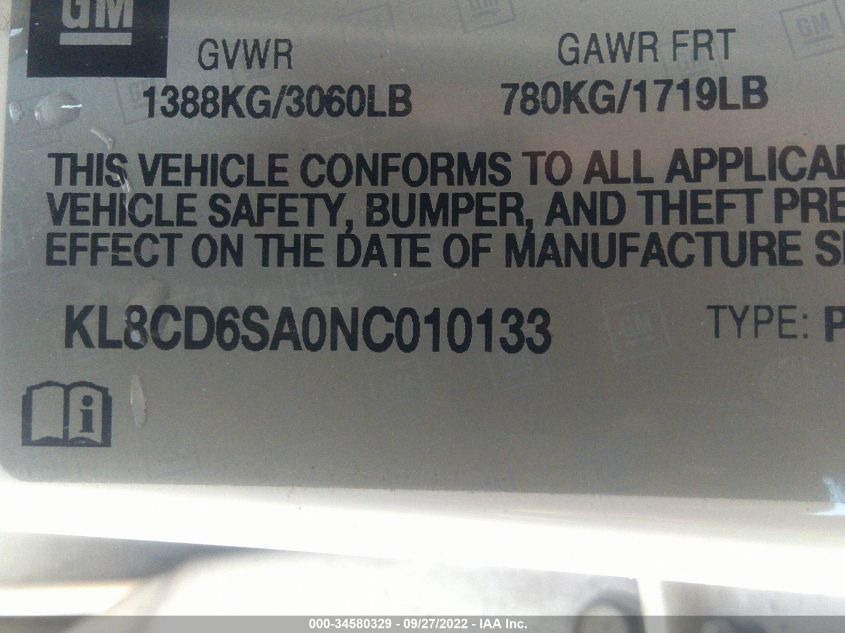 GM
GVWR GAWR FRT
1388KG/3060LB 780KG/1719LB
THIS VEHICLE CONFORMS TO ALL APPLICA
VEHICLE SAFETY, BUMPER, AND THEFT PRE
EFFECT ON THE DATE OF MANUFACTURE S
KL8CD6SA0NC010133 TYPE: P
000-34580329 - 09/27/2022 - IAA Inc.